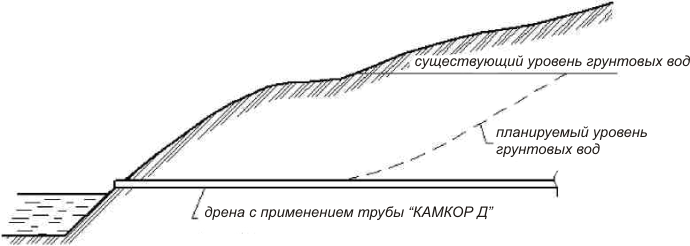 существующий уровень грунтовых вод
планируемый уровень
грунтовых вод
дрена с применением трубы “КАМКОР Д”